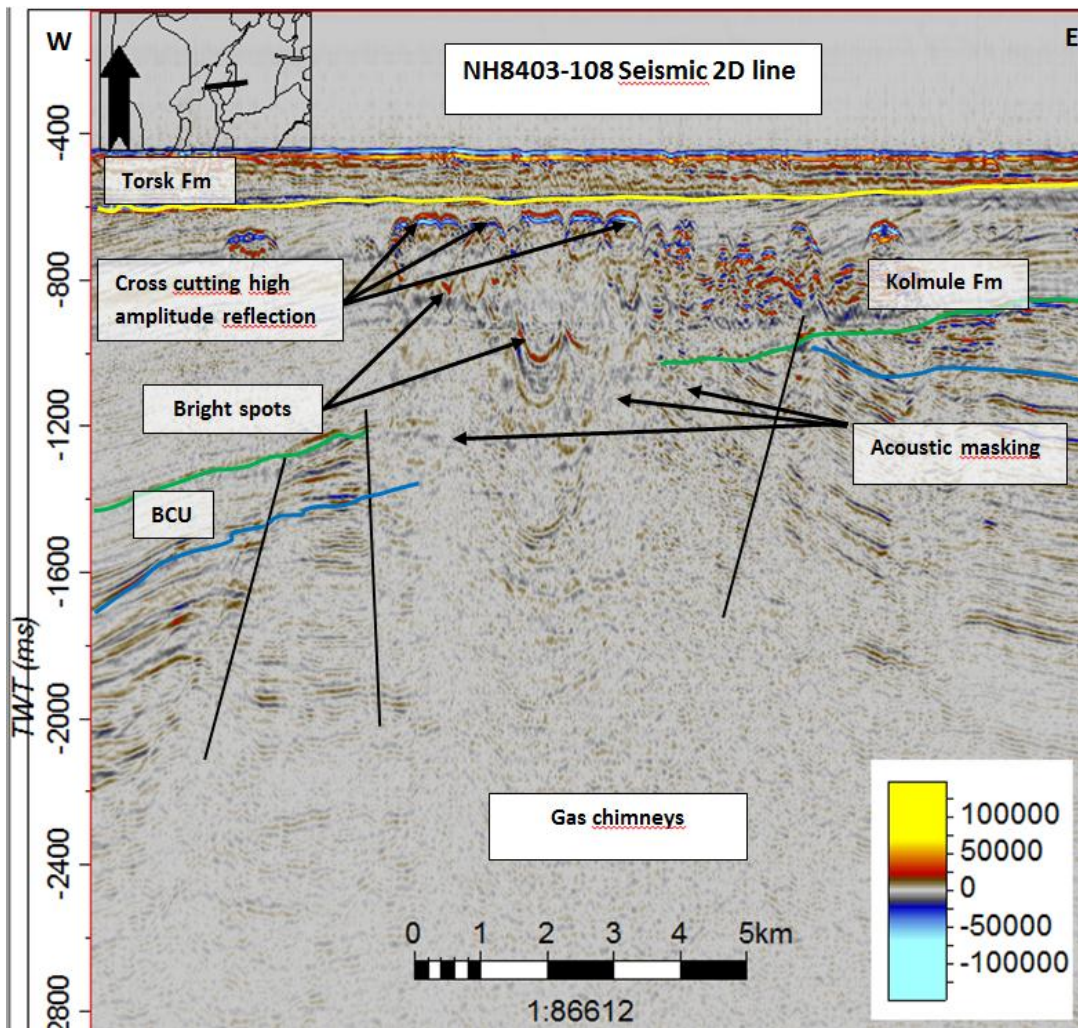 W
E
NH8403-108 Seismic 2D line
-400
Torsk Fm
Cross cutting high
amplitude reflection
-800
Kolmule Fm
Bright spots
-1200
Acoustic masking
BCU
-1600
TWT (ms)
-2000
Gas chimneys
-2400
100000
50000
0
-50000
-100000
0 1 2 3 4 5km
1:86612
-2800